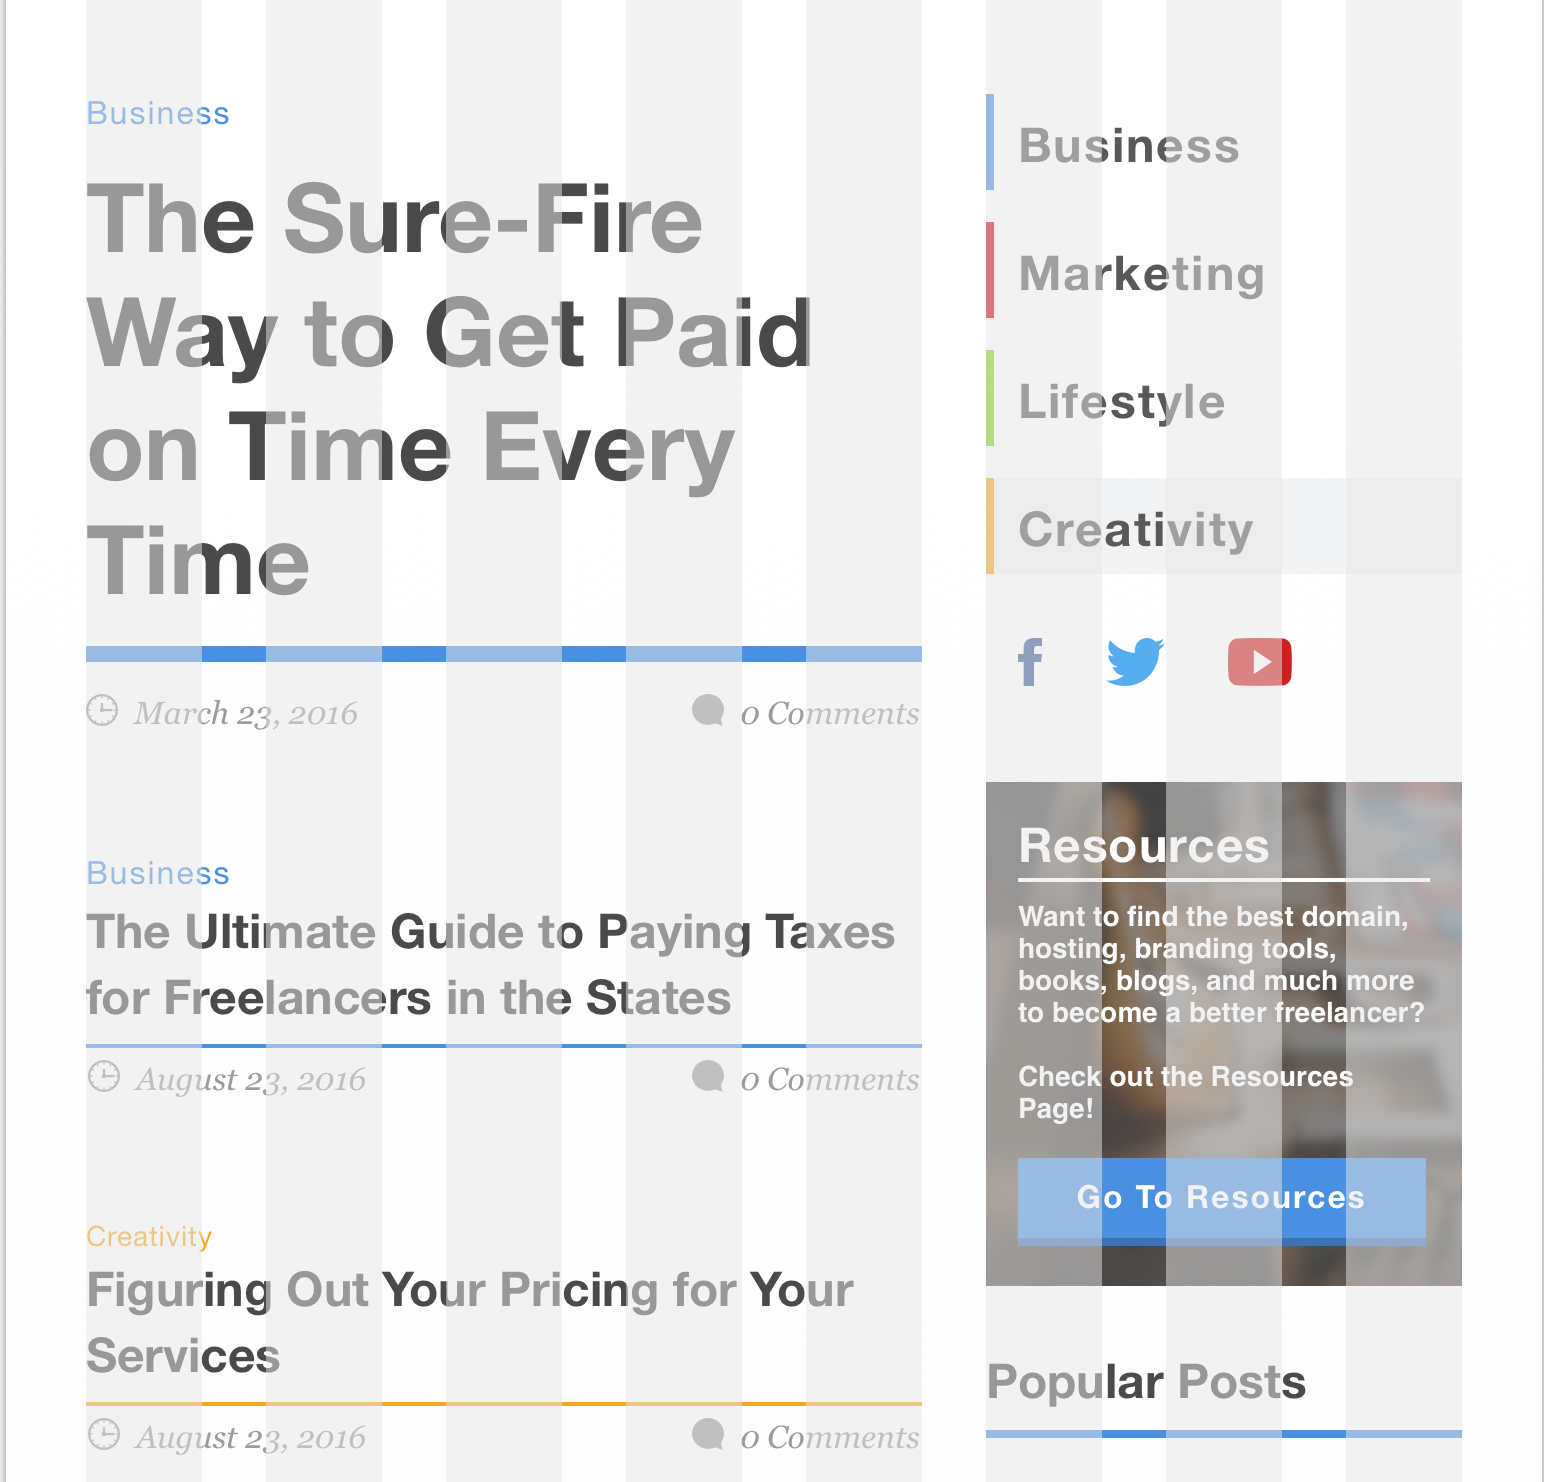 Business
The Sure-Fire
Way to Get Paid
on Time Every
Time
March 23, 2016
0 Comments
Business
The Ultimate Guide to Paying Taxes
for Freelancers in the States
August 23, 2016
0 Comments
Creativity
Figuring Out Your Pricing for Your
Services
August 23, 2016
0 Comments
Business
Marketing
Lifestyle
Creativity
Resources
Want to find the best domain,
hosting, branding tools,
books, blogs, and much more
to become a better freelancer?
Check out the Resources
Page!
Go To Resources
Popular Posts